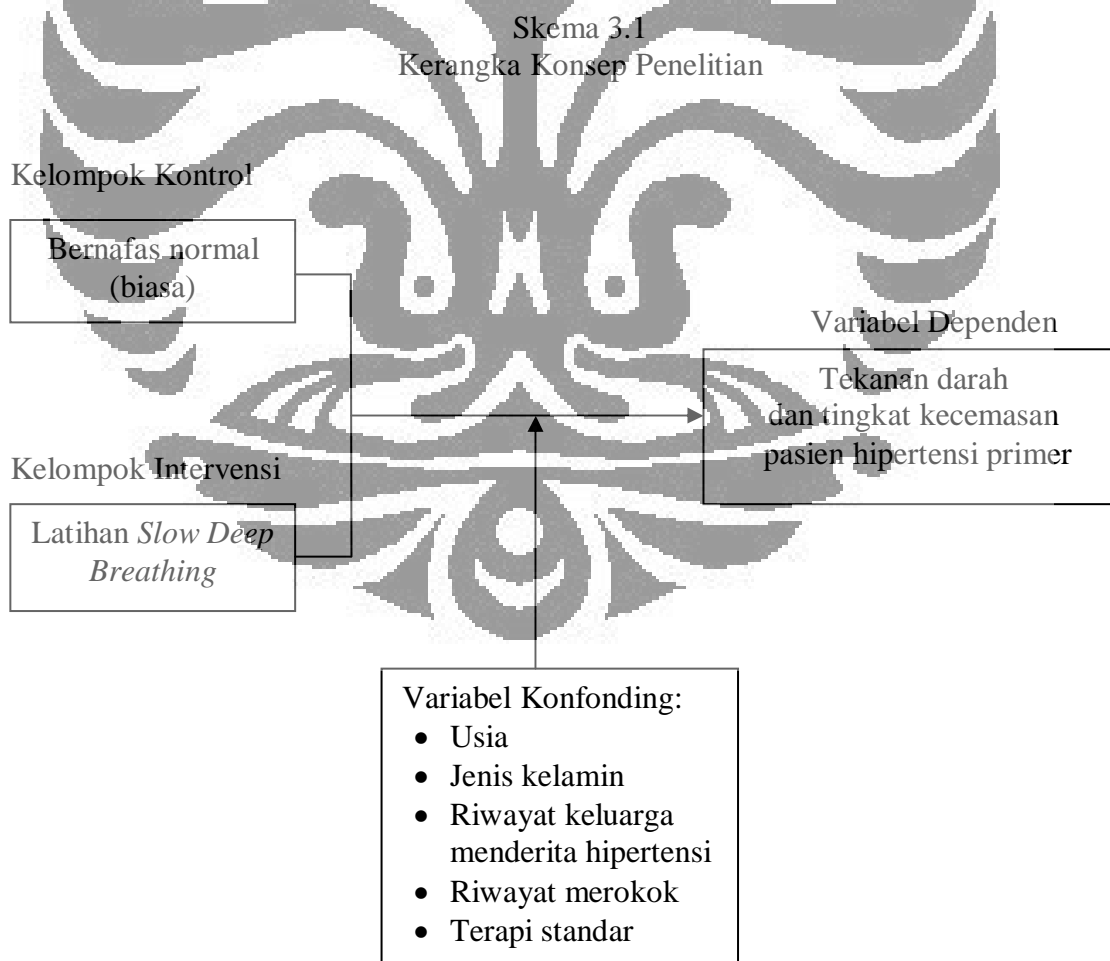 Skema 3.1
Kerangka Konsep Penelitian
Kelompok Kontrol
Bernafas normal
(biasa)
Variabel Dependen
Tekanan darah
dan tingkat kecemasan
pasien hipertensi primer
Kelompok Intervensi
Latihan Slow Deep
Breathing
Variabel Konfonding:
• Usia
• Jenis kelamin
• Riwayat keluarga
menderita hipertensi
• Riwayat merokok
• Terapi standar